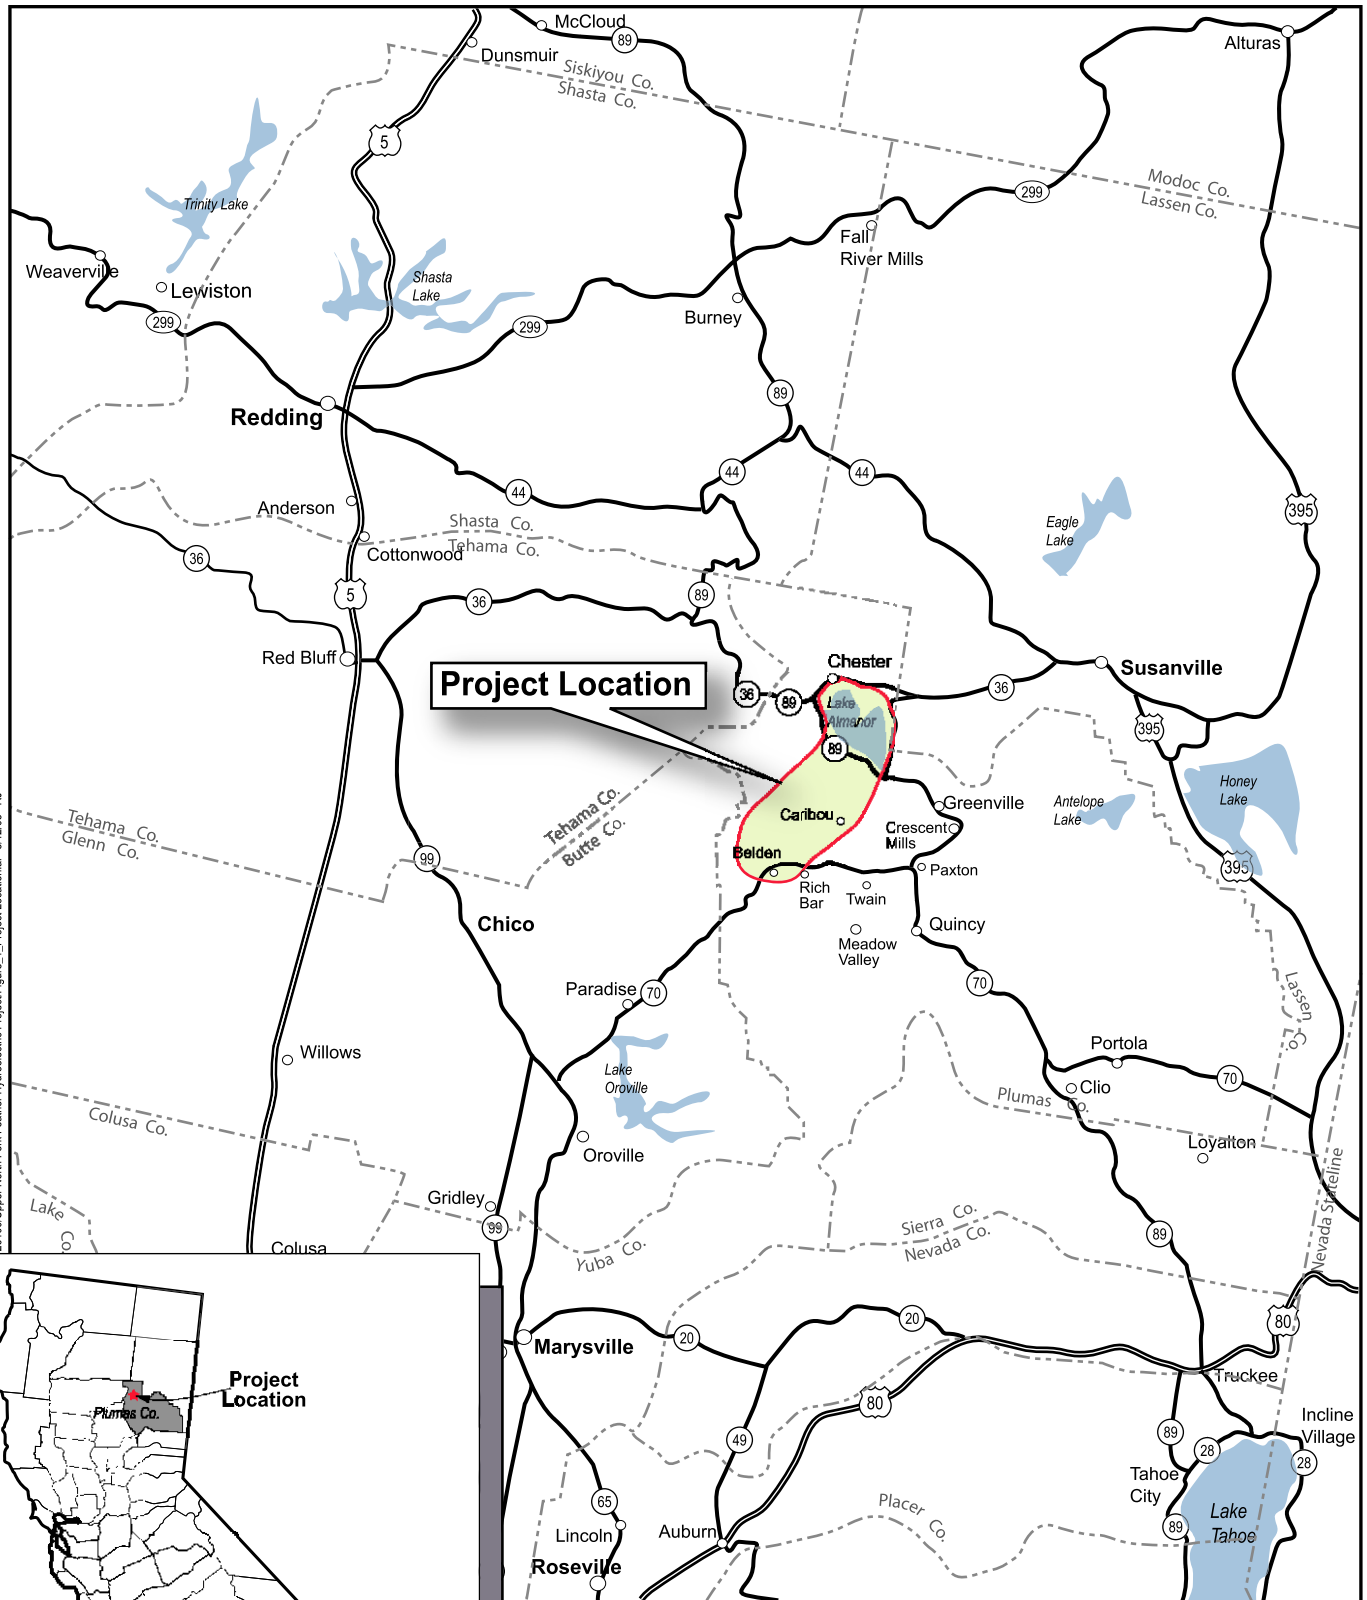 McCloud
89
Dunsmuir
Alturas
Siskiyou Co.
Shasta Co.
5
Modoc Co.
Lassen Co.
299
Trinity Lake
Fall
River Mills
Weaverville
Lewiston
Shasta
Lake
299
299
Burney
89
Redding
44
44
44
Anderson
Shasta Co.
Tehama Co.
Cottonwood
Eagle
Lake
395
36
5
36
89
Red Bluff
Chester
Susanville
Project Location
36
89
36
Lake
Almanor
89
395
Honey
Lake
Antelope
Lake
Greenville
Caribou
Crescent
Mills
Tehama Co.
Butte Co.
Tehama Co.
Glenn Co.
Belden
99
395
Paxton
Rich
Bar
Twain
Chico
Quincy
Meadow
Valley
70
Paradise
70
Lassen
Co.
Willows
Portola
Lake
Oroville
70
Clio
Plumas Co.
Colusa Co.
Loyalton
Oroville
Nevada Stateline
Gridley
Lake
Co.
99
Sierra Co.
Nevada Co.
89
Yuba Co.
Colusa
80
20
20
Marysville
Truckee
Project
Location
Plumas Co.
80
Incline
Village
89
28
28
49
Tahoe
City
65
Placer Co.
Lake
Tahoe
89
Lincoln
Auburn
Roseville